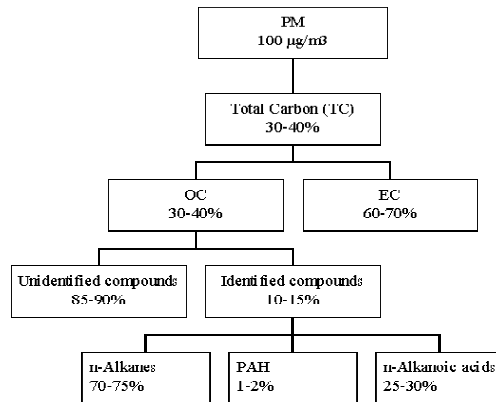 PM
100 µg/m3
Total Carbon (TC)
30-40%
OC
30-40%
EC
60-70%
Unidentified compounds
85-90%
Identified compounds
10-15%
n-Alkanes
70-75%
PAH
1-2%
n-Alkanoic acids
25-30%